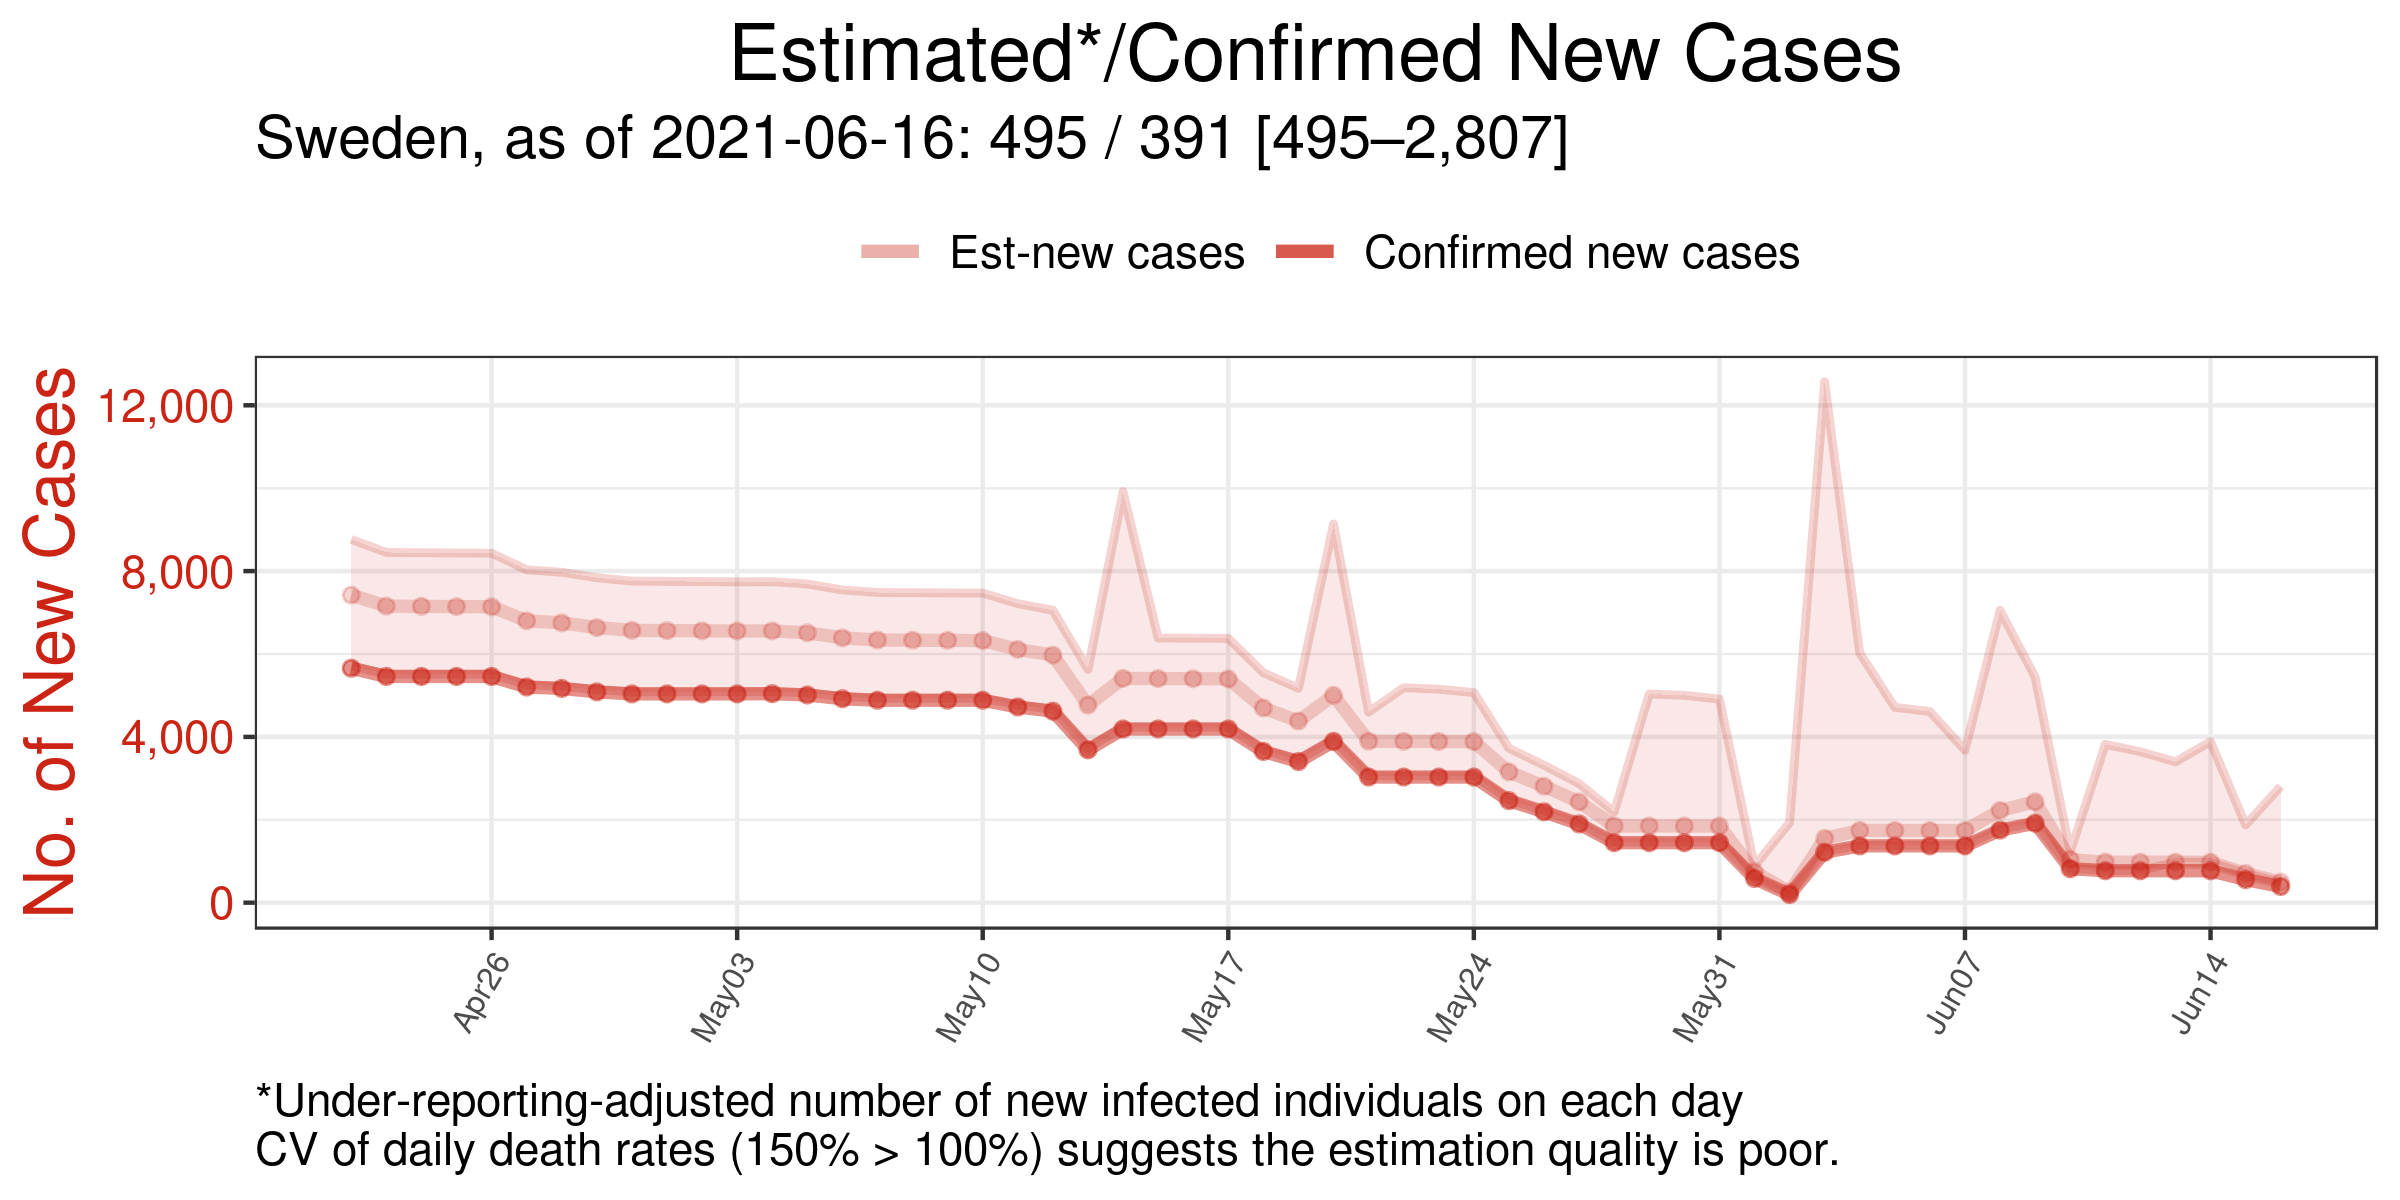 Estimated*/Confirmed New Cases
Sweden, as of 2021-06-16: 495 / 391 [495–2,807]
Est-new cases
Confirmed new cases
No. of New Cases
12,000
8,000
4,000
0
Apr26
May03
May10
May17
May24
May31
Jun07
Jun14
*Under-reporting-adjusted number of new infected individuals on each day
CV of daily death rates (150% > 100%) suggests the estimation quality is poor.